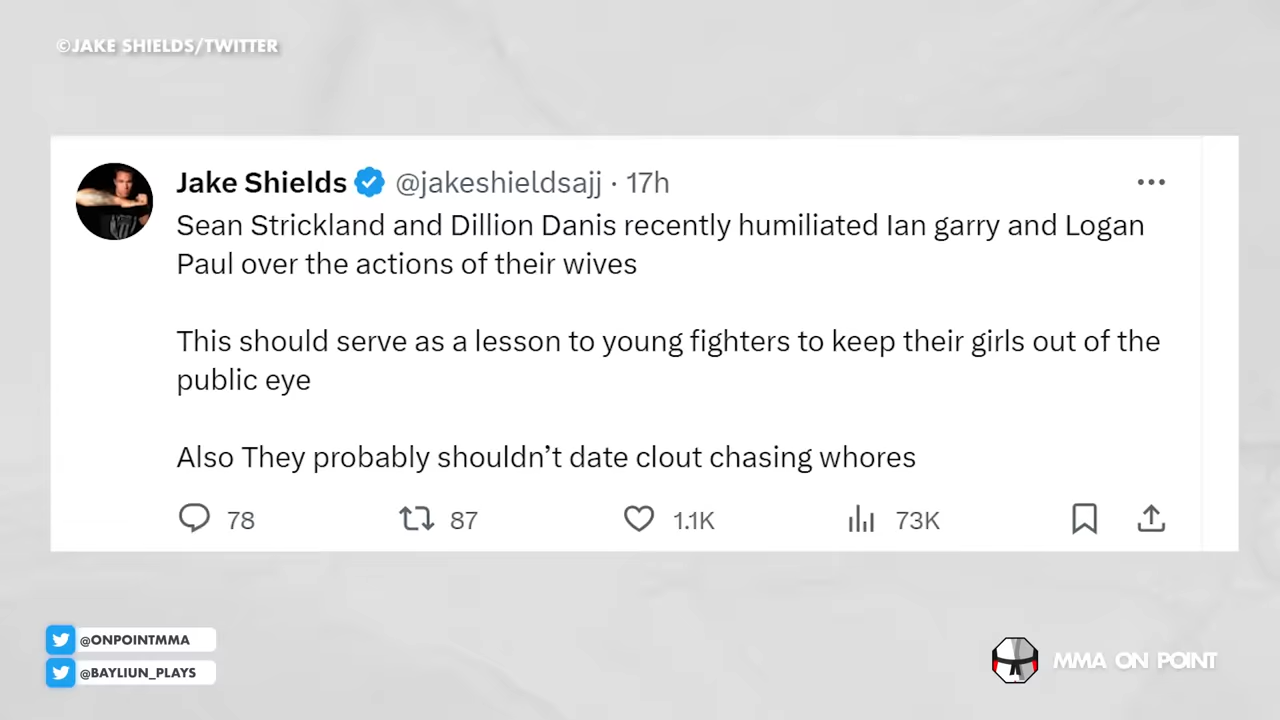 ©JAKE SHIELDS/TWITTER
Jake Shields @jakeshieldsajj · 17h
Sean Strickland and Dillion Danis recently humiliated Ian garry and Logan
Paul over the actions of their wives
This should serve as a lesson to young fighters to keep their girls out of the
public eye
Also They probably shouldn’t date clout chasing whores
78 87 1.1K 73K
@ONPOINTMMA
@BAYLIUN_PLAYS
MMA ON POINT